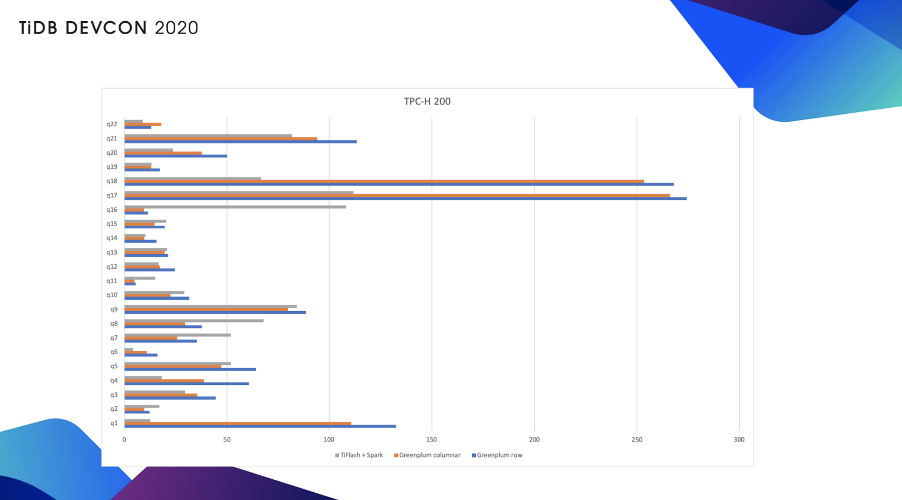 TiDB DEVCON 2020
TPC-H 200
q22
q21
q20
q19
q18
q17
q16
q15
q14
q13
q12
q11
q10
q9
q8
q7
q6
q5
q4
q3
q2
q1
0 50 100 150 200 250 300
TiFlash + Spark Greenplum columnar Greenplum row